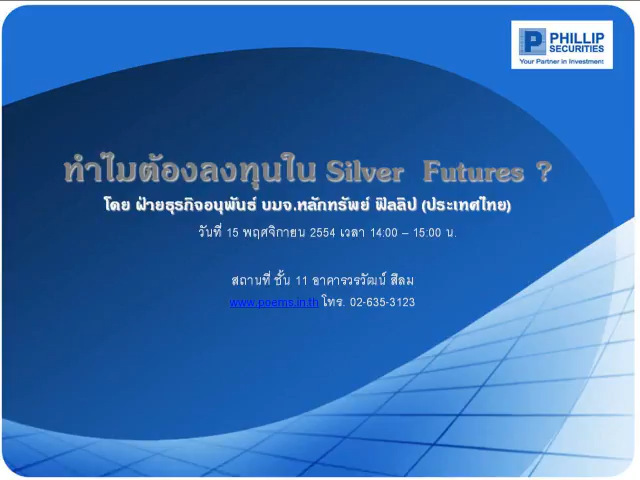 PHILLIP
SECURITIES
Your Partner in Investment
ทำไมต้องลงทุนใน Silver Futures ?
โดย ฝ่ายธุรกิจอนุพันธ์ บมจ.หลักทรัพย์ ฟิลลิป (ประเทศไทย)
วันที่ 15 พฤศจิกายน 2554 เวลา 14:00 – 15:00 น.
สถานที่ ชั้น 11 อาคารวรวัฒน์ สีลม
www.poems.in.th โทร. 02-635-3123